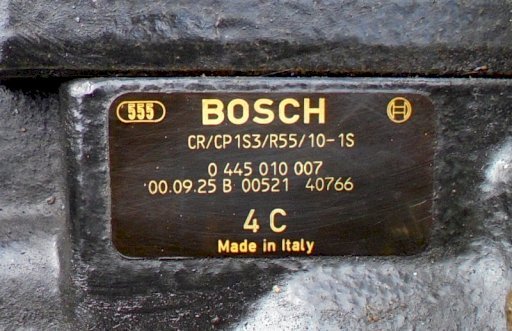 555 BOSCH
CR/CP1S3/R55/10-1S
0 445 010 007
00.09.25 B 00521 40766
4 C
Made in Italy